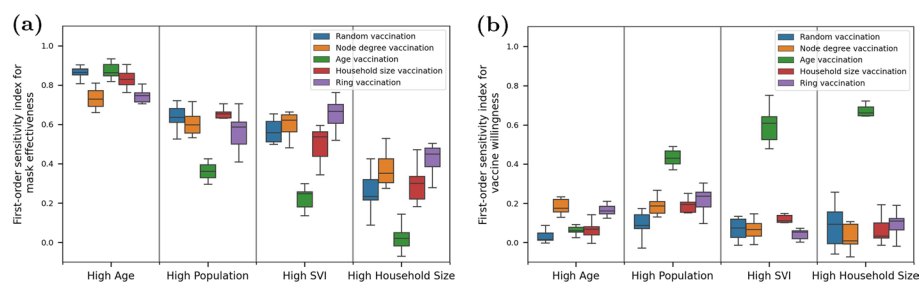 (a)
First-order sensitivity index for
mask effectiveness
1.0
0.8
0.6
0.4
0.2
0.0
Random vaccination
Node degree vaccination
Age vaccination
Household size vaccination
Ring vaccination
High Age
High Population
High SVI
High Household Size
(b)
First-order sensitivity index for
vaccine willingness
1.0
0.8
0.6
0.4
0.2
0.0
Random vaccination
Node degree vaccination
Age vaccination
Household size vaccination
Ring vaccination
High Age
High Population
High SVI
High Household Size